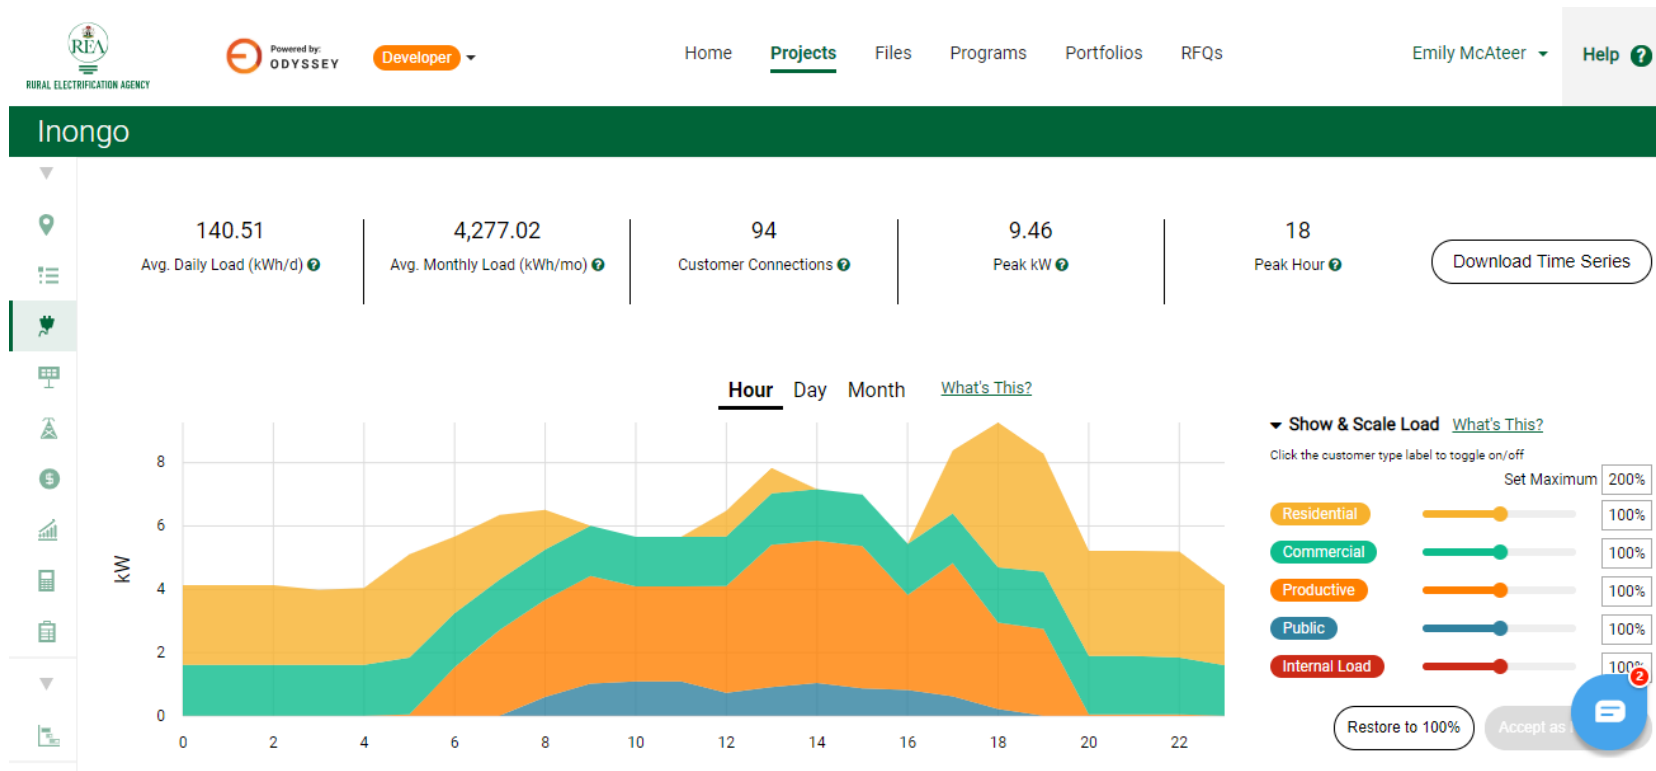 REA
RURAL ELECTRIFICATION AGENCY
Powered by:
ODYSSEY
Developer
Home Projects Files Programs Portfolios RFQs
Emily McAteer
Help ?
Inongo
140.51
Avg. Daily Load (kWh/d) ?
4,277.02
Avg. Monthly Load (kWh/mo) ?
94
Customer Connections ?
9.46
Peak kW ?
18
Peak Hour ?
Download Time Series
Hour Day Month What's This?
Show & Scale Load What's This?
Click the customer type label to toggle on/off
Set Maximum 200%
Residential 100%
Commercial 100%
Productive 100%
Public 100%
Internal Load 100%
2
Restore to 100% Accept as
kW
8
6
4
2
0
0 2 4 6 8 10 12 14 16 18 20 22
$